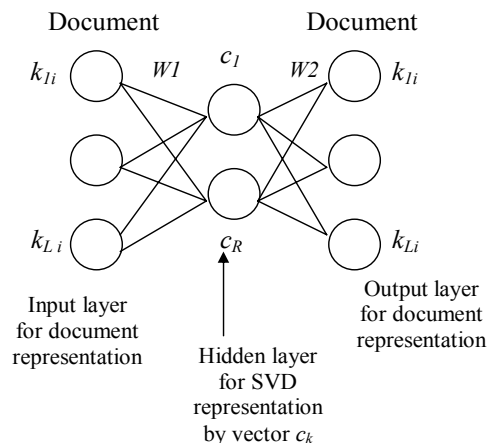 Document Document
k1i W1 c1 W2 k1i
kL i cR kLi
Input layer
for document
representation
Output layer
for document
representation
Hidden layer
for SVD
representation
by vector ck